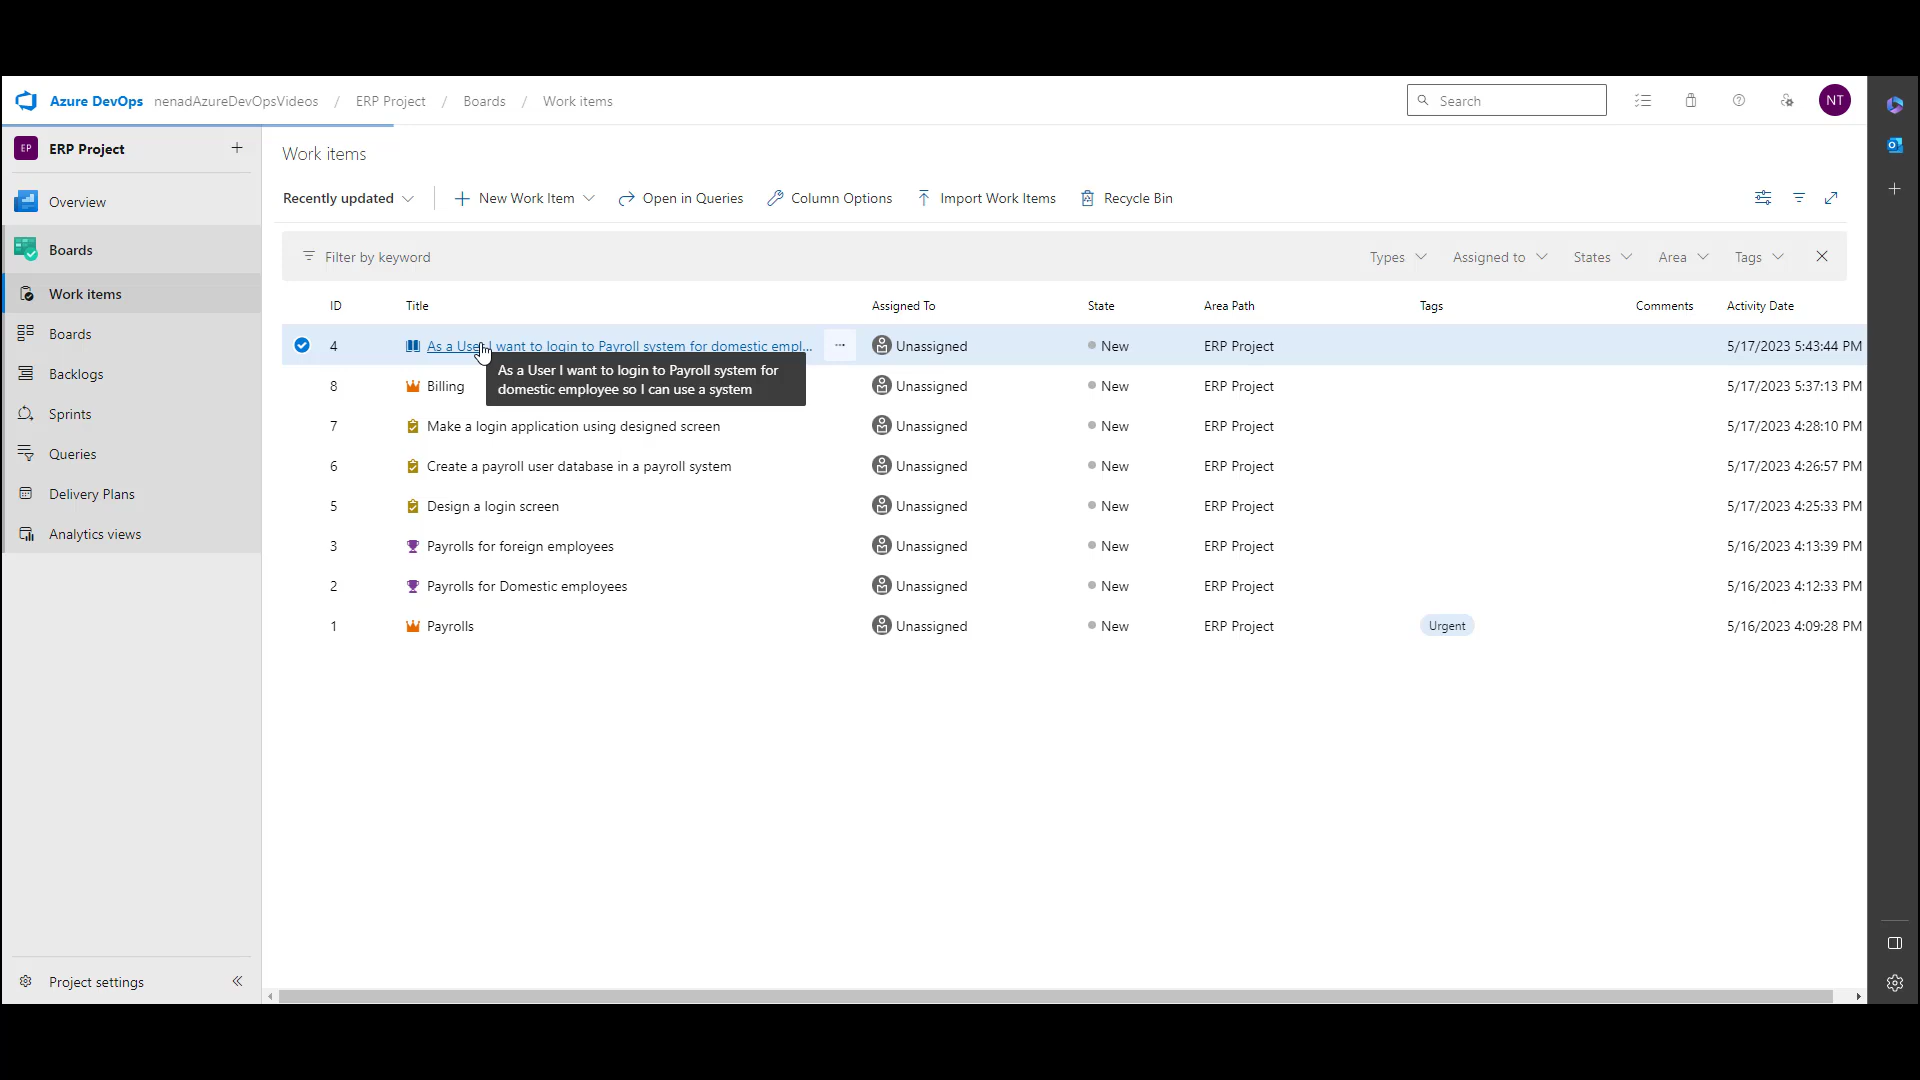 Azure DevOps nenadAzureDevOpsVideos / ERP Project / Boards / Work items Search NT
EP ERP Project
Overview
Boards
Work items
Boards
Backlogs
Sprints
Queries
Delivery Plans
Analytics views
Project settings
Work items
Recently updated New Work Item Open in Queries Column Options Import Work Items Recycle Bin
Filter by keyword Types Assigned to States Area Tags
ID Title Assigned To State Area Path Tags Comments Activity Date
4 As a User I want to login to Payroll system for domestic empl... Unassigned New ERP Project 5/17/2023 5:43:44 PM
As a User I want to login to Payroll system for
domestic employee so I can use a system
8 Billing Unassigned New ERP Project 5/17/2023 5:37:13 PM
7 Make a login application using designed screen Unassigned New ERP Project 5/17/2023 4:28:10 PM
6 Create a payroll user database in a payroll system Unassigned New ERP Project 5/17/2023 4:26:57 PM
5 Design a login screen Unassigned New ERP Project 5/17/2023 4:25:33 PM
3 Payrolls for foreign employees Unassigned New ERP Project 5/16/2023 4:13:39 PM
2 Payrolls for Domestic employees Unassigned New ERP Project 5/16/2023 4:12:33 PM
1 Payrolls Unassigned New ERP Project Urgent 5/16/2023 4:09:28 PM